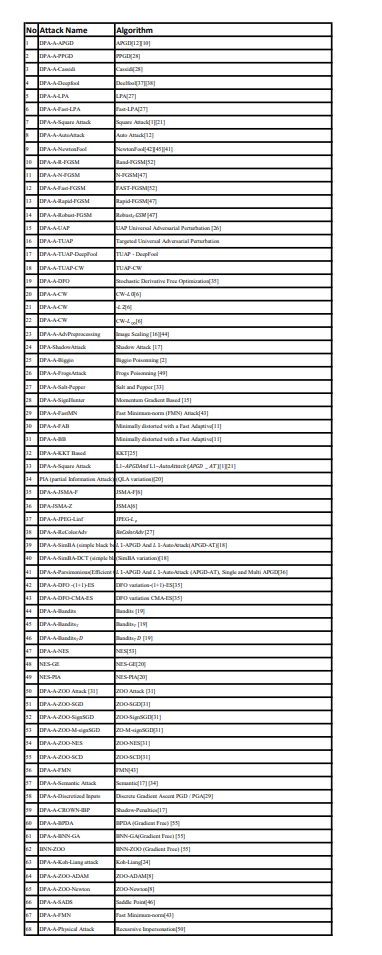 No Attack Name Algorithm
1 DPA-A-APGD APGD[12][10]
2 DPA-A-PPGD PPGD[28]
3 DPA-A-Cassidi Cassidi[28]
4 DPA-A-Deepfool DeelFool[37][38]
5 DPA-A-LPA LPA[27]
6 DPA-A-Fast-LPA Fast-LPA[27]
7 DPA-A-Square Attack Square Attack[1][21]
8 DPA-A-AutoAttack Auto Attack[12]
9 DPA-A-NewtonFool NewtonFool[42][45][41]
10 DPA-A-R-FGSM Rand-FGSM[52]
11 DPA-A-N-FGSM N-FGSM[47]
12 DPA-A-Fast-FGSM FAST-FGSM[52]
13 DPA-A-Rapid-FGSM Rapid-FGSM[47]
14 DPA-A-Robust-FGSM Robust-FGSM [47]
15 DPA-A-UAP UAP Universal Adversarial Perturbation [26]
16 DPA-A-TUAP Targeted Universal Adversarial Perturbation
17 DPA-A-TUAP-DeepFool TUAP - DeepFool
18 DPA-A-TUAP-CW TUAP-CW
19 DPA-A-DFO Stochastic Derivative Free Optimization[35]
20 DPA-A-CW CW-L0[6]
21 DPA-A-CW -L2[6]
22 DPA-A-CW CW-L∞[6]
23 DPA-A-AdvPreprocessing Image Scaling [16][44]
24 DPA-ShadowAttack Shadow Attack [17]
25 DPA-A-Biggio Biggio Poisonning [2]
26 DPA-A-FrogsAttack Frogs Poisonning [49]
27 DPA-A-Salt-Pepper Salt and Pepper [33]
28 DPA-A-SignHunter Momentum Gradient Based [15]
29 DPA-A-FastMN Fast Minimum-norm (FMN) Attack[43]
30 DPA-A-FAB Minimally distorted with a Fast Adaptive[11]
31 DPA-A-BB Minimally distorted with a Fast Adaptive[11]
32 DPA-A-KKT Based KKT[25]
33 DPA-A-Square Attack L1-APGDAnd L1-AutoAttack (APGD _ AT)[1][21]
34 PIA (partial Information Attack) (QLA variation)[20]
35 DPA-A-JSMA-F JSMA-F[6]
36 DPA-A-JSMA-Z JSMA[6]
37 DPA-A-JPEG-Linf JPEG-Lp
38 DPA-A-ReColorAdv ReColorAdv[27]
39 DPA-A-SimBA (simple black b L 1-APGD And L 1-AutoAttack(APGD-AT)[18]
40 DPA-A-SimBA-DCT (simple bl (SimBA variation)[18]
41 DPA-A-Parsimonious(Efficient L 1-APGD And L 1-AutoAttack (APGD-AT), Single and Multi APGD[36]
42 DPA-A-DFO -(1+1)-ES DFO variation-(1+1)-ES[35]
43 DPA-A-DFO-CMA-ES DFO variation CMA-ES[35]
44 DPA-A-Bandits Bandits [19]
45 DPA-A-BanditsT BanditsT [19]
46 DPA-A-BanditsTD BanditsTD [19]
47 DPA-A-NES NES[53]
48 NES-GE NES-GE[20]
49 NES-PIA NES-PIA[20]
50 DPA-A-ZOO Attack [31] ZOO Attack [31]
51 DPA-A-ZOO-SGD ZOO-SGD[31]
52 DPA-A-ZOO-SignSGD ZOO-SignSGD[31]
53 DPA-A-ZOO-M-signSGD ZO-M-signSGD[31]
54 DPA-A-ZOO-NES ZOO-NES[31]
55 DPA-A-ZOO-SCD ZOO-SCD[31]
56 DPA-A-FMN FMN[43]
57 DPA-A-Semantic Attack Semantic[17] [34]
58 DPA-A-Discretized Inputs Discrete Gradient Ascent PGD / PGA[29]
59 DPA-A-CROWN-IBP Shadow-Penalties[17]
60 DPA-A-BPDA BPDA (Gradient Free) [55]
61 DPA-A-BNN-GA BNN-GA(Gradient Free) [55]
62 BNN-ZOO BNN-ZOO (Gradient Free) [55]
63 DPA-A-Koh-Liang attack Koh-Liang[24]
64 DPA-A-ZOO-ADAM ZOO-ADAM[8]
65 DPA-A-ZOO-Newton ZOO-Newton[8]
66 DPA-A-SADS Saddle Point[46]
67 DPA-A-FMN Fast Minimum-norm[43]
68 DPA-A-Physical Attack Recursive Impersonation[50]